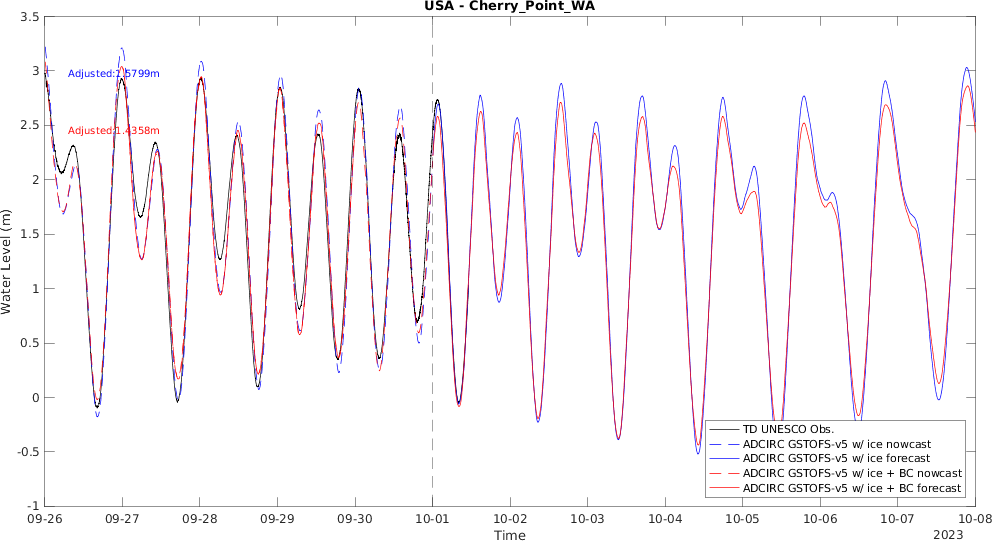 USA - Cherry_Point_WA
3.5
3
2.5
2
1.5
1
0.5
0
-0.5
-1
Water Level (m)
Adjusted:1.5799m
Adjusted:1.4358m
TD UNESCO Obs.
ADCIRC GSTOFS-v5 w/ ice nowcast
ADCIRC GSTOFS-v5 w/ ice forecast
ADCIRC GSTOFS-v5 w/ ice + BC nowcast
ADCIRC GSTOFS-v5 w/ ice + BC forecast
09-26 09-27 09-28 09-29 09-30 10-01 10-02 10-03 10-04 10-05 10-06 10-07 10-08
Time
2023